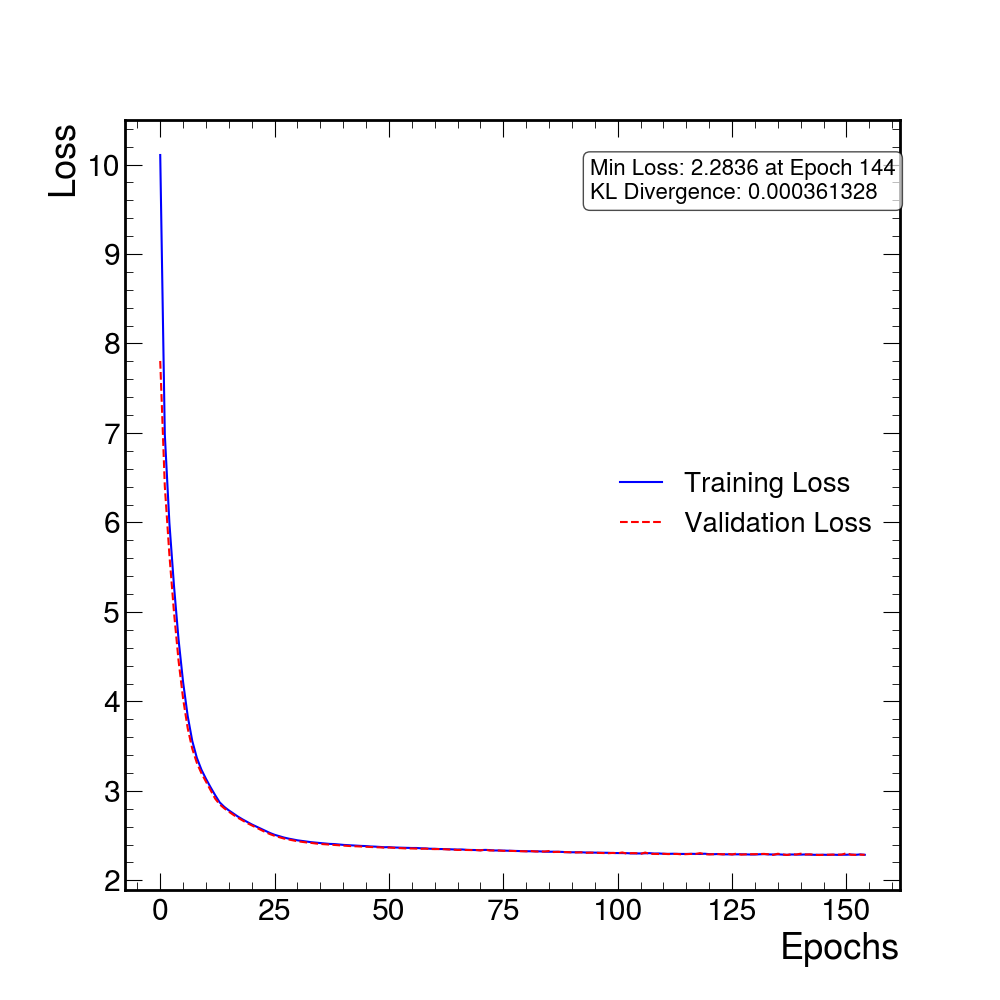 Loss
10
9
8
7
6
5
4
3
2
Min Loss: 2.2836 at Epoch 144
KL Divergence: 0.000361328
Training Loss
Validation Loss
0 25 50 75 100 125 150
Epochs